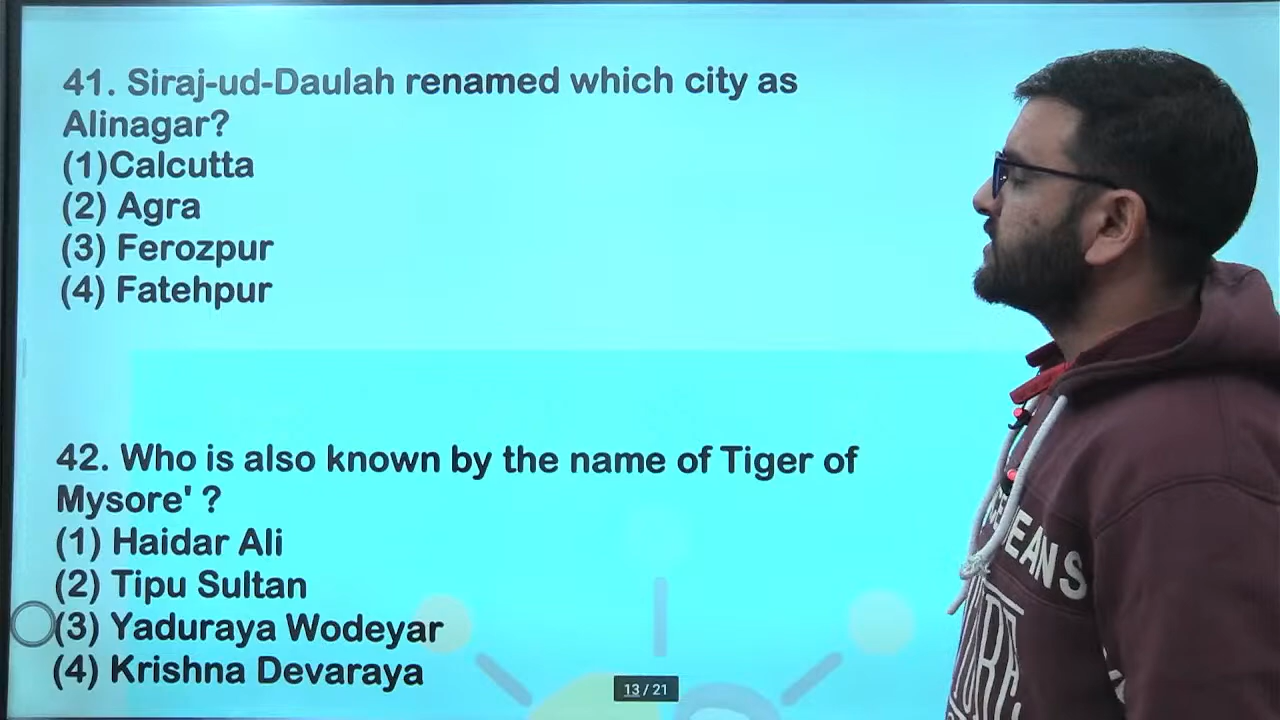 41. Siraj-ud-Daulah renamed which city as
Alinagar?
(1)Calcutta
(2) Agra
(3) Ferozpur
(4) Fatehpur
42. Who is also known by the name of Tiger of
Mysore' ?
(1) Haidar Ali
(2) Tipu Sultan
(3) Yaduraya Wodeyar
(4) Krishna Devaraya
13 / 21